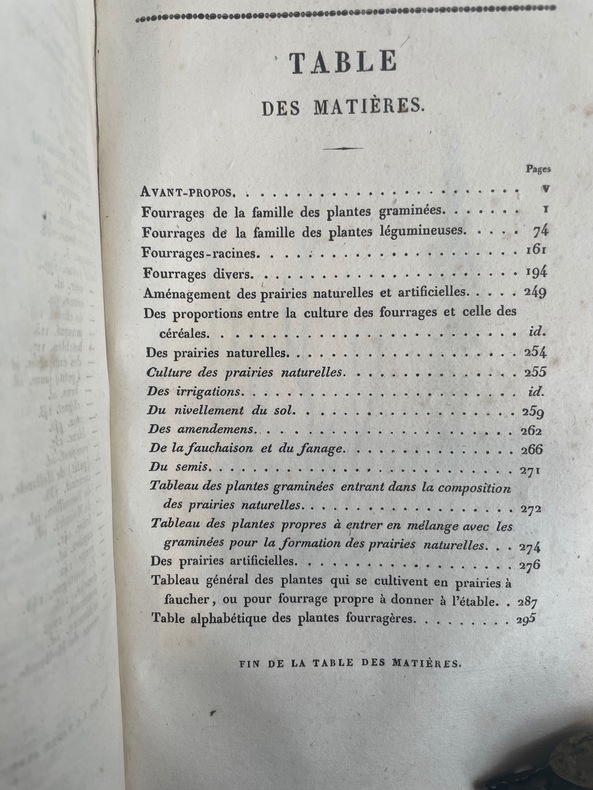 TABLE
DES MATIÈRES.
Pages
AVANT-PROPOS. . . . . . . . . . . . . . . . . . . . . . v
Fourrages de la famille des plantes graminées. . . . . . . 1
Fourrages de la famille des plantes légumineuses. . . . . 74
Fourrages-racines. . . . . . . . . . . . . . . . . . . . 161
Fourrages divers. . . . . . . . . . . . . . . . . . . . . 194
Aménagement des prairies naturelles et artificielles. . . . . 249
Des proportions entre la culture des fourrages et celle des
céréales. . . . . . . . . . . . . . . . . . . . . . . id.
Des prairies naturelles. . . . . . . . . . . . . . . . . . 254
Culture des prairies naturelles. . . . . . . . . . . . . . 255
Des irrigations. . . . . . . . . . . . . . . . . . . . . id.
Du nivellement du sol. . . . . . . . . . . . . . . . . . 259
Des amendemens. . . . . . . . . . . . . . . . . . . . . 262
De la fauchaison et du fanage. . . . . . . . . . . . . . 266
Du semis. . . . . . . . . . . . . . . . . . . . . . . . 271
Tableau des plantes graminées entrant dans la composition
des prairies naturelles. . . . . . . . . . . . . . . . . 272
Tableau des plantes propres à entrer en mélange avec les
graminées pour la formation des prairies naturelles. . . 274
Des prairies artificielles. . . . . . . . . . . . . . . . . 276
Tableau général des plantes qui se cultivent en prairies à
faucher, ou pour fourrage propre à donner à l'étable. . 287
Table alphabétique des plantes fourragères. . . . . . . . . 295
FIN DE LA TABLE DES MATIÈRES.